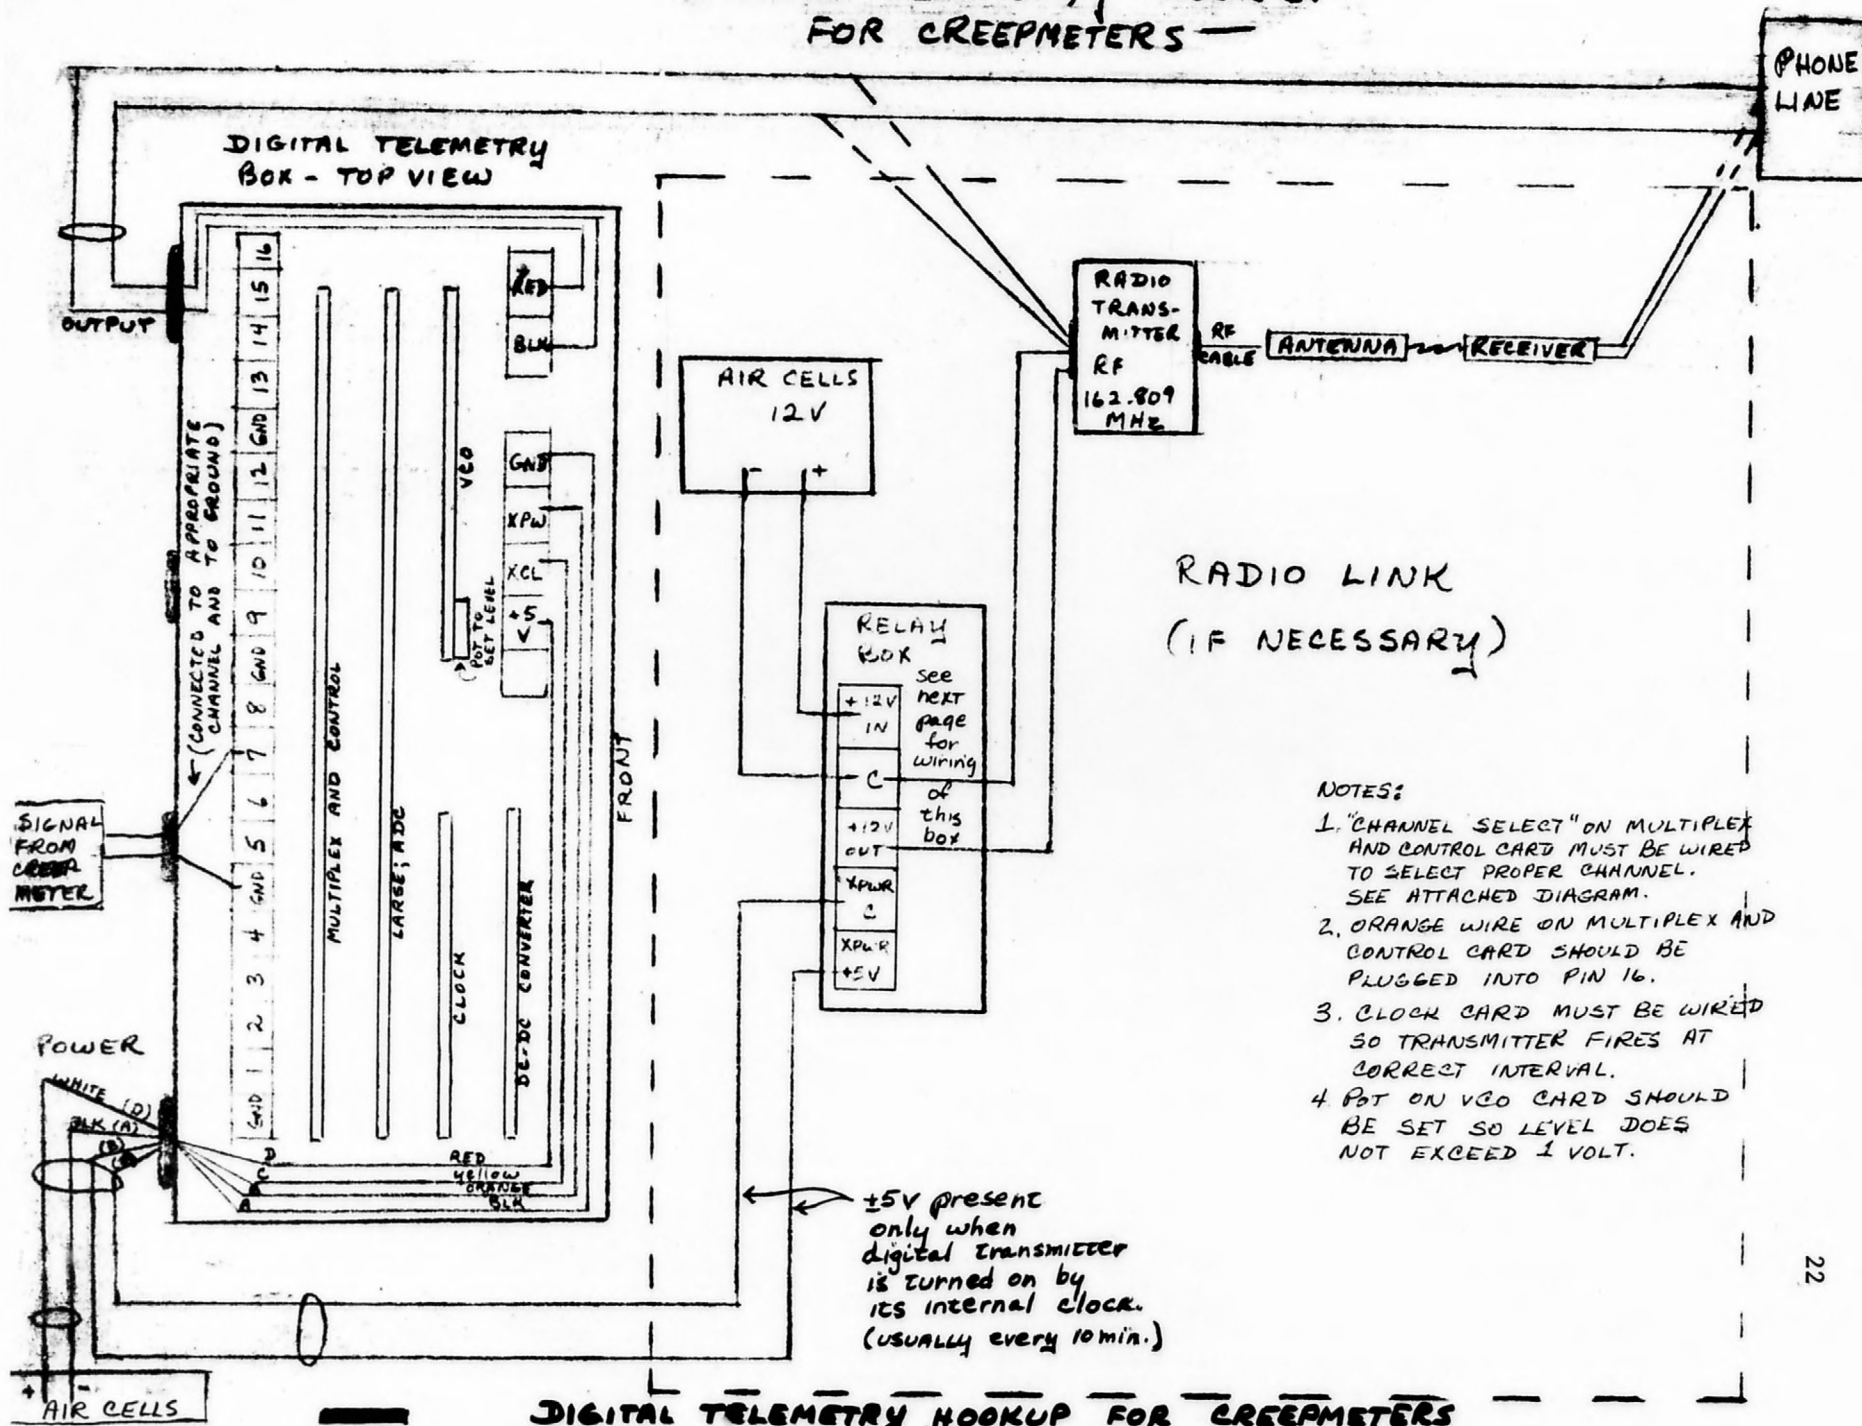 FOR CREEPMETERS —
PHONE
LINE
DIGITAL TELEMETRY
BOX - TOP VIEW
OUTPUT
16
15
14
13
GND
12
11
10
9
GND
8
7
6
5
GND
4
3
2
1
GND
(CONNECTED TO APPROPRIATE
CHANNEL AND TO GROUND)
MULTIPLEX AND CONTROL
LARGE; ADC
VCO
(POT TO
SET LEVEL
CLOCK
DC-DC CONVERTER
RED
BLK
GND
XPW
XCL
+5
V
FRONT
SIGNAL
FROM
CREEP
METER
POWER
WHITE (D)
BLK (A)
(B)
D
C
A
RED
yellow
ORANGE
BLK
+ -
AIR CELLS
AIR CELLS
12V
- +
RADIO
TRANS-
MITTER
RF
162.809
MHz
RF
CABLE
ANTENNA
RECEIVER
RELAY
BOX
see
next
page
for
wiring
of
this
box
+12V
IN
C
+12V
OUT
XPWR
C
XPWR
+5V
RADIO LINK
(IF NECESSARY)
NOTES:
1. "CHANNEL SELECT" ON MULTIPLEX
AND CONTROL CARD MUST BE WIRED
TO SELECT PROPER CHANNEL.
SEE ATTACHED DIAGRAM.
2. ORANGE WIRE ON MULTIPLEX AND
CONTROL CARD SHOULD BE
PLUGGED INTO PIN 16.
3. CLOCK CARD MUST BE WIRED
SO TRANSMITTER FIRES AT
CORRECT INTERVAL.
4 POT ON VCO CARD SHOULD
BE SET SO LEVEL DOES
NOT EXCEED 1 VOLT.
±5V present
only when
digital transmitter
is turned on by
its internal clock.
(usually every 10 min.)
22
DIGITAL TELEMETRY HOOKUP FOR CREEPMETERS